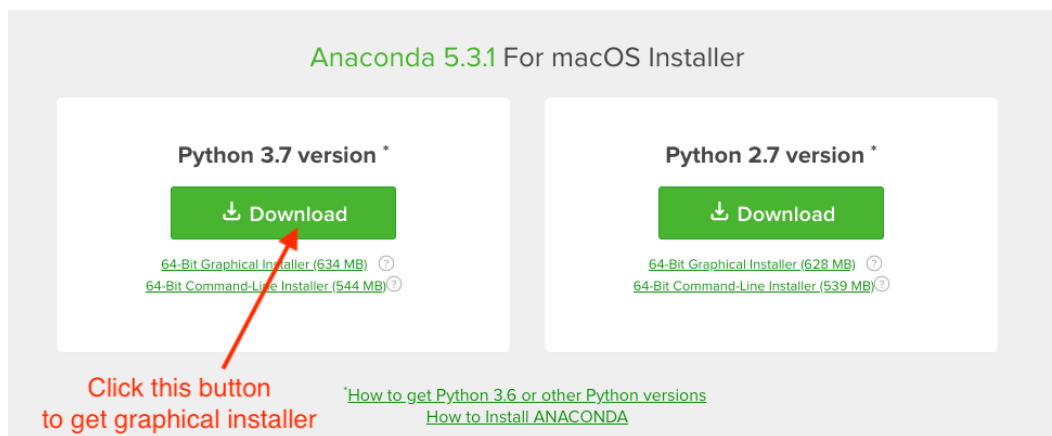 Anaconda 5.3.1 For macOS Installer
Python 3.7 version *
Download
64-Bit Graphical Installer (634 MB) ?
64-Bit Command-Line Installer (544 MB) ?
Python 2.7 version *
Download
64-Bit Graphical Installer (628 MB) ?
64-Bit Command-Line Installer (539 MB) ?
Click this button
to get graphical installer
*How to get Python 3.6 or other Python versions
How to Install ANACONDA